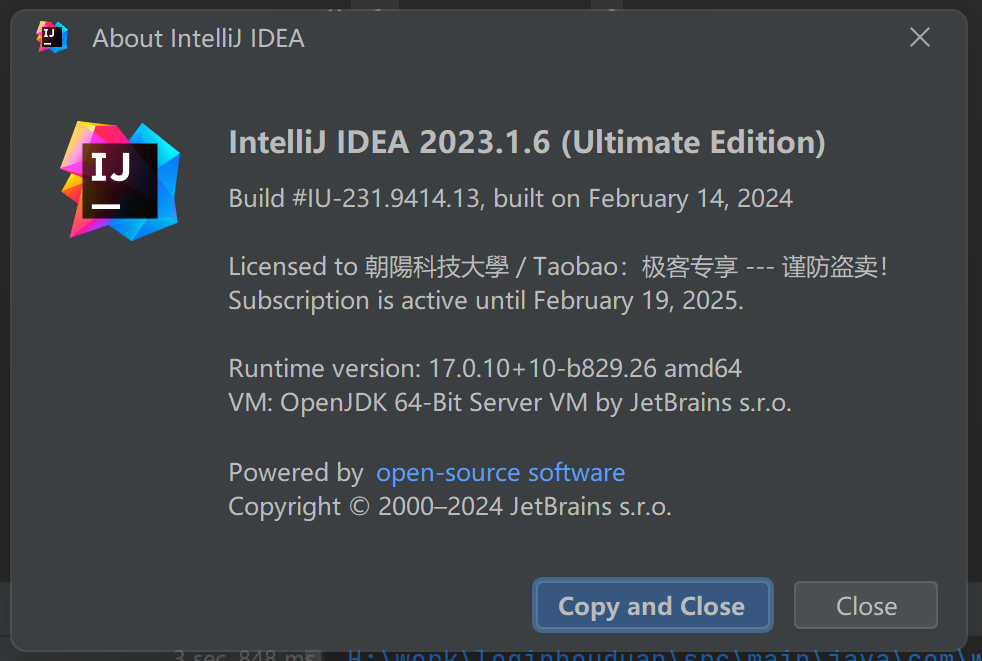 IJ
About IntelliJ IDEA
IJ
IntelliJ IDEA 2023.1.6 (Ultimate Edition)
Build #IU-231.9414.13, built on February 14, 2024
Licensed to 朝陽科技大學 / Taobao：极客专享 --- 谨防盗卖！
Subscription is active until February 19, 2025.
Runtime version: 17.0.10+10-b829.26 amd64
VM: OpenJDK 64-Bit Server VM by JetBrains s.r.o.
Powered by open-source software
Copyright © 2000–2024 JetBrains s.r.o.
Copy and Close
Close
3 sec, 848 ms
H:\work\loginhouduan\src\main\java\com\